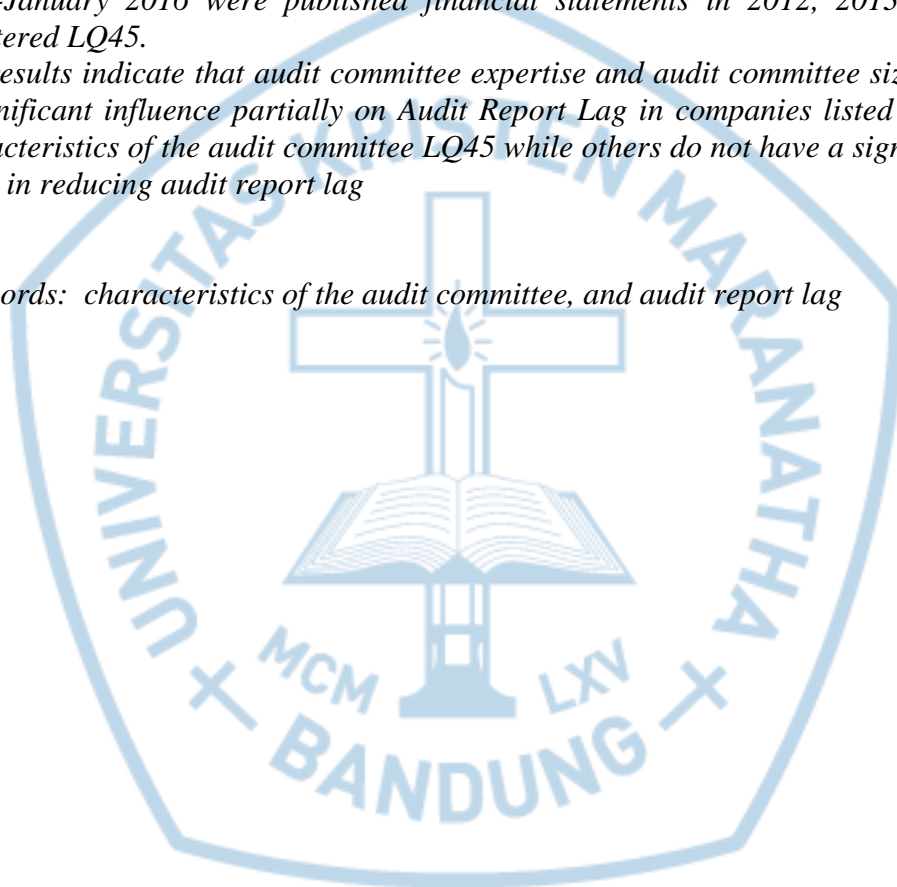 -January 2016 were published financial statements in 2012, 2013
tered LQ45.
esults indicate that audit committee expertise and audit committee siz
nificant influence partially on Audit Report Lag in companies listed
acteristics of the audit committee LQ45 while others do not have a sign
in reducing audit report lag
ords: characteristics of the audit committee, and audit report lag
UNIVERSITAS KRISTEN MARANATHA
MCM LXV
BANDUNG